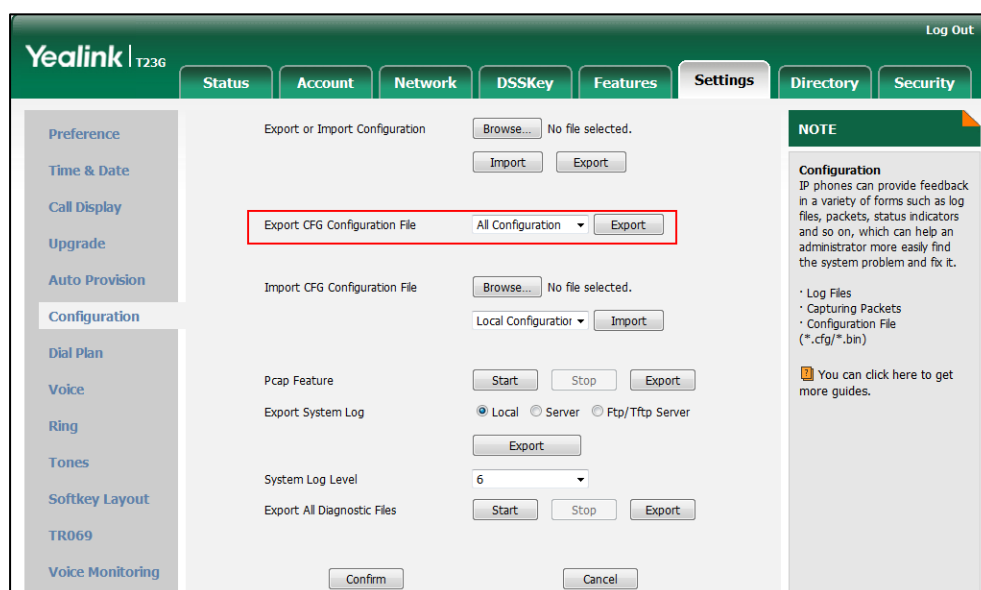 Log Out
Yealink T23G
Status Account Network DSSKey Features Settings Directory Security
Preference
Time & Date
Call Display
Upgrade
Auto Provision
Configuration
Dial Plan
Voice
Ring
Tones
Softkey Layout
TR069
Voice Monitoring
Export or Import Configuration Browse... No file selected.
Import Export
Export CFG Configuration File All Configuration Export
Import CFG Configuration File Browse... No file selected.
Local Configuration Import
Pcap Feature Start Stop Export
Export System Log Local Server Ftp/Tftp Server
Export
System Log Level 6
Export All Diagnostic Files Start Stop Export
Confirm Cancel
NOTE
Configuration
IP phones can provide feedback
in a variety of forms such as log
files, packets, status indicators
and so on, which can help an
administrator more easily find
the system problem and fix it.
· Log Files
· Capturing Packets
· Configuration File
(*.cfg/*.bin)
You can click here to get
more guides.